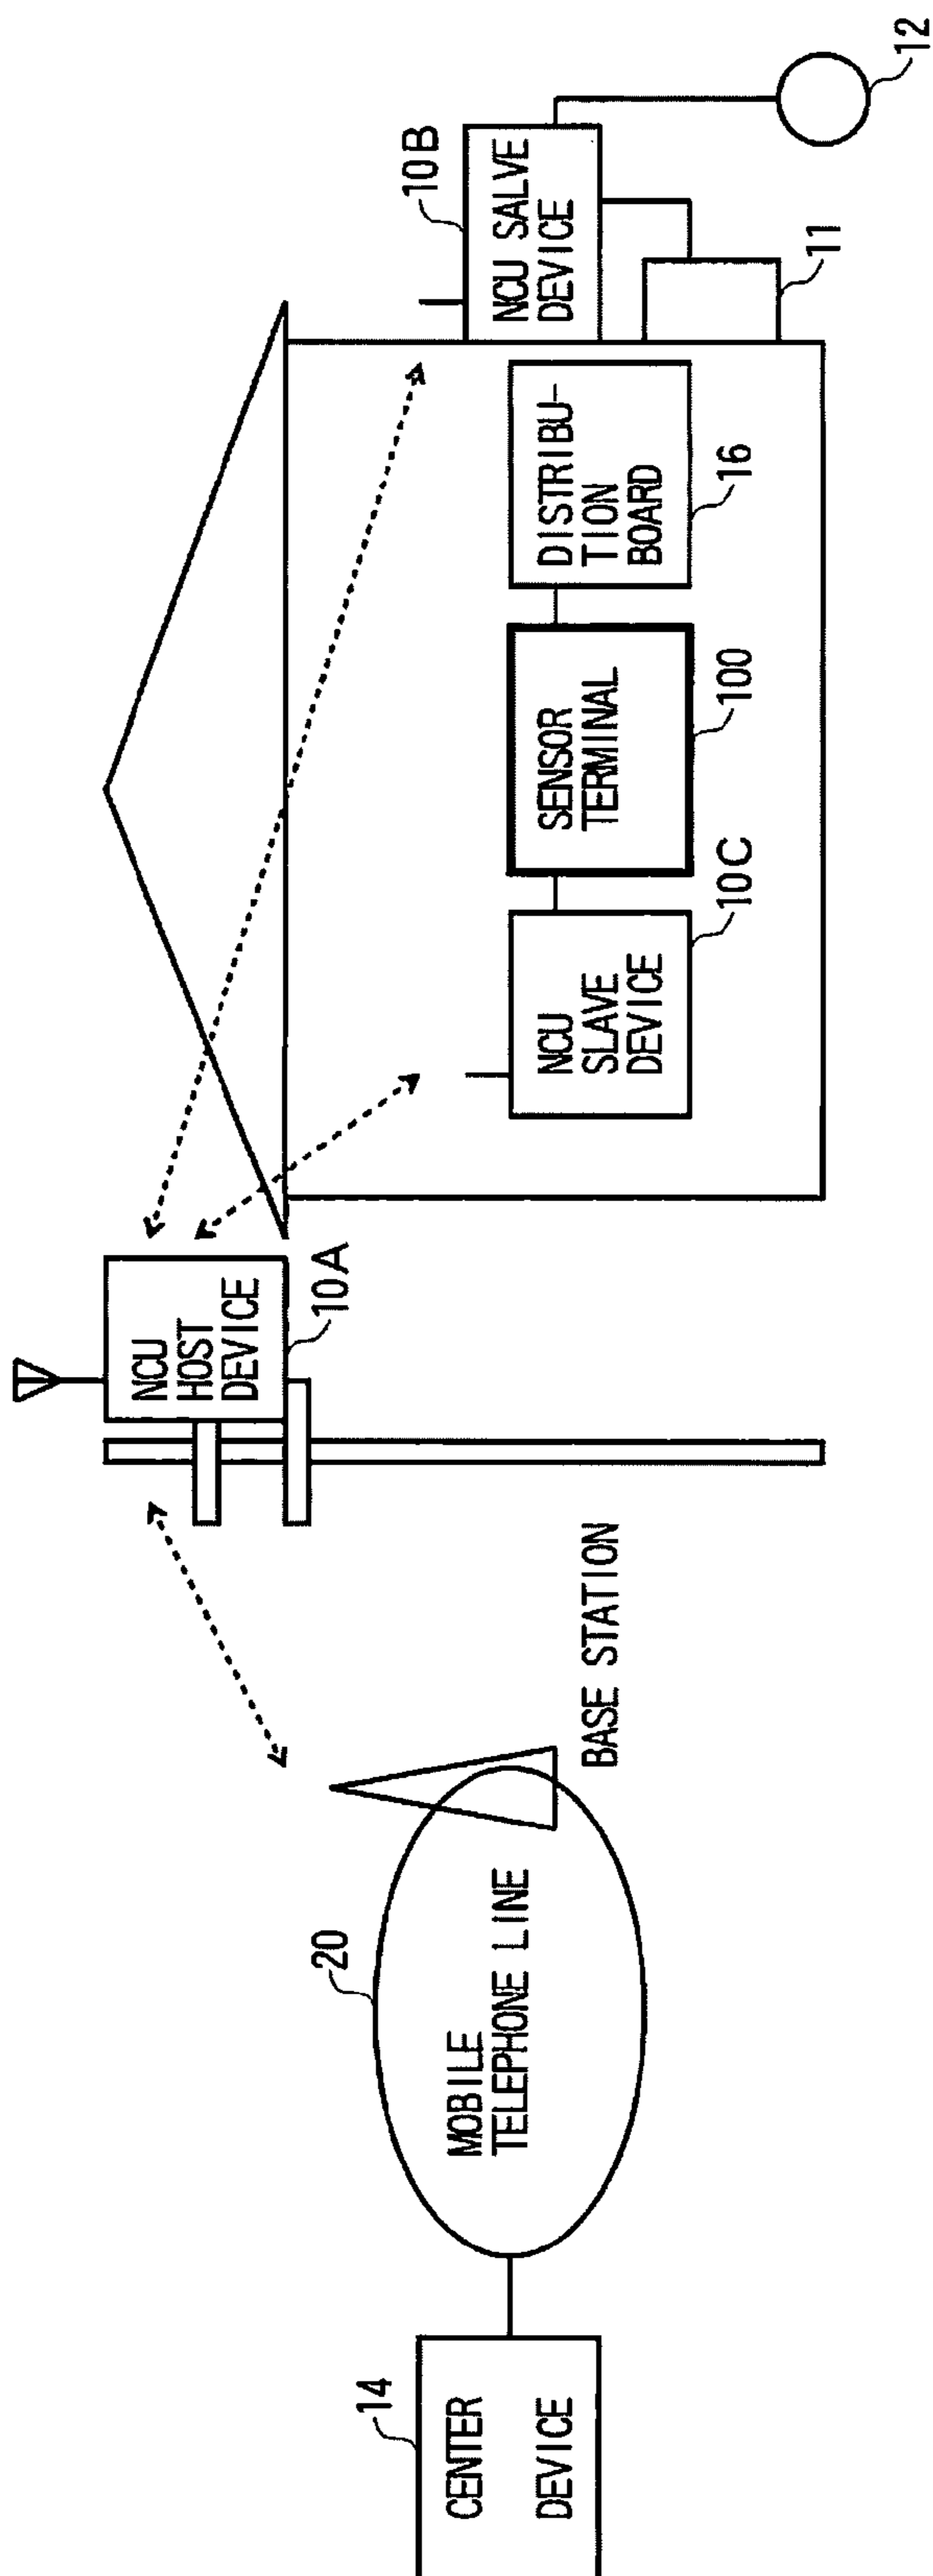 14
CENTER
DEVICE
20
MOBILE
TELEPHONE LINE
BASE STATION
NCU
HOST
DEVICE
10A
NCU
SLAVE
DEVICE
10C
SENSOR
TERMINAL
100
DISTRIBU-
TION
BOARD
16
10B
NCU SALVE
DEVICE
11
12